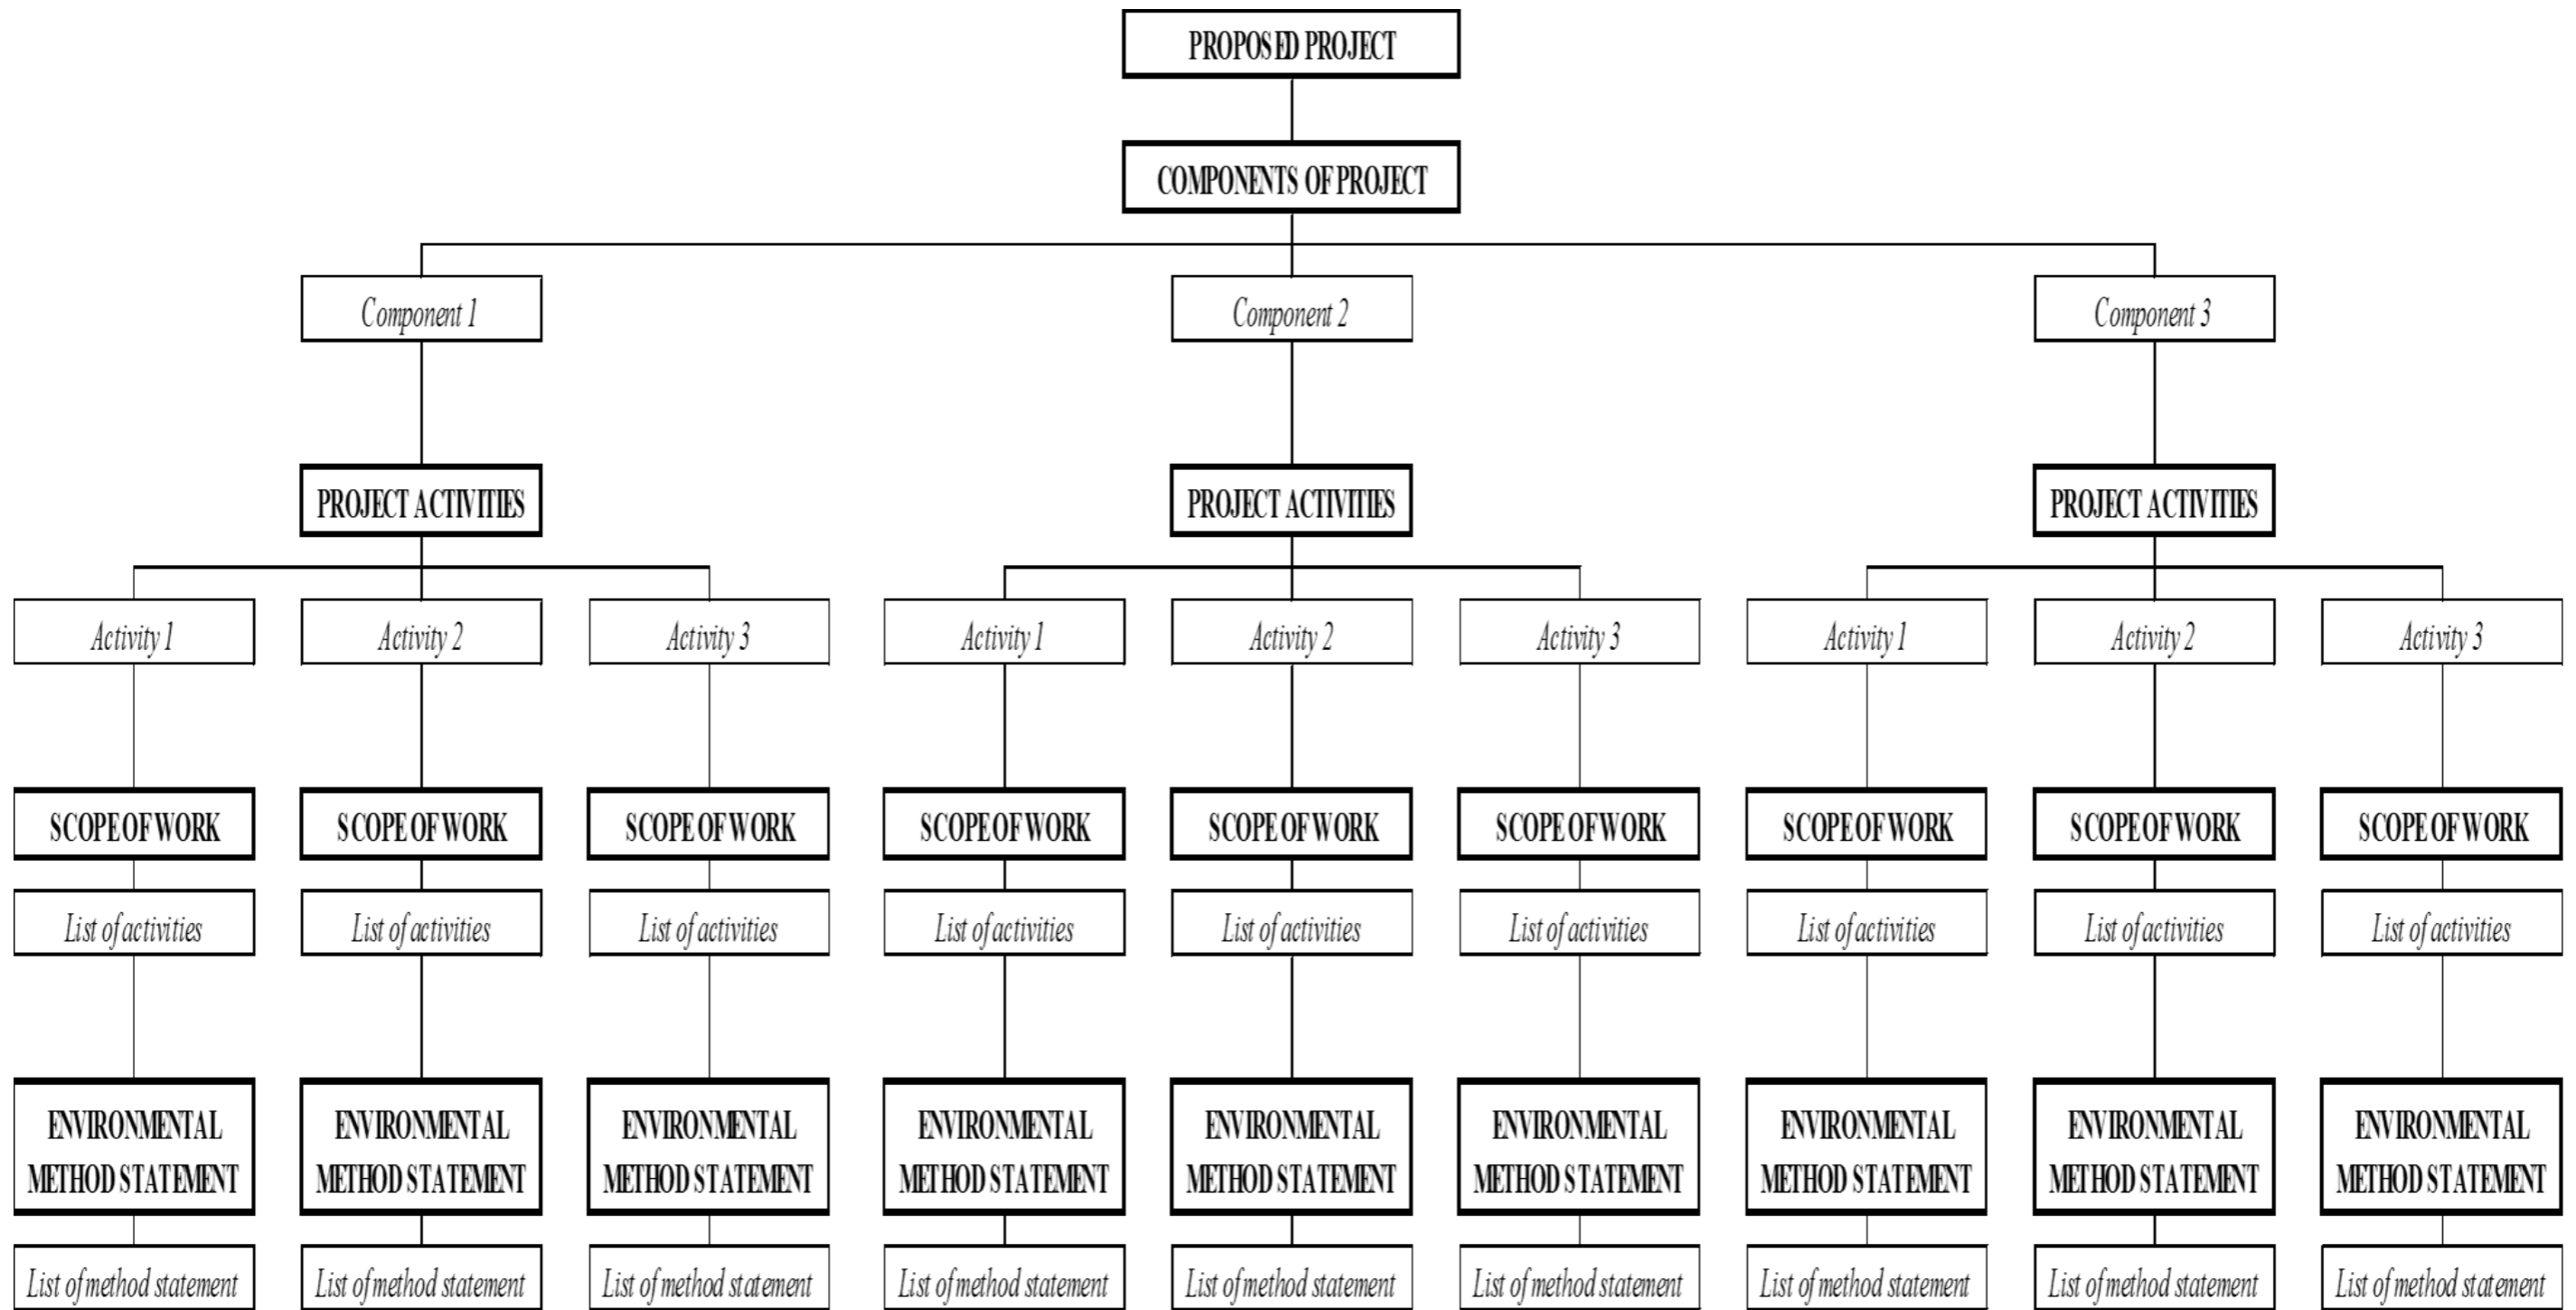 PROPOSED PROJECT
COMPONENTS OF PROJECT
Component 1
Component 2
Component 3
PROJECT ACTIVITIES
PROJECT ACTIVITIES
PROJECT ACTIVITIES
Activity 1
Activity 2
Activity 3
Activity 1
Activity 2
Activity 3
Activity 1
Activity 2
Activity 3
SCOPE OF WORK
SCOPE OF WORK
SCOPE OF WORK
SCOPE OF WORK
SCOPE OF WORK
SCOPE OF WORK
SCOPE OF WORK
SCOPE OF WORK
SCOPE OF WORK
List of activities
List of activities
List of activities
List of activities
List of activities
List of activities
List of activities
List of activities
List of activities
ENVIRONMENTAL
METHOD STATEMENT
ENVIRONMENTAL
METHOD STATEMENT
ENVIRONMENTAL
METHOD STATEMENT
ENVIRONMENTAL
METHOD STATEMENT
ENVIRONMENTAL
METHOD STATEMENT
ENVIRONMENTAL
METHOD STATEMENT
ENVIRONMENTAL
METHOD STATEMENT
ENVIRONMENTAL
METHOD STATEMENT
ENVIRONMENTAL
METHOD STATEMENT
List of method statement
List of method statement
List of method statement
List of method statement
List of method statement
List of method statement
List of method statement
List of method statement
List of method statement